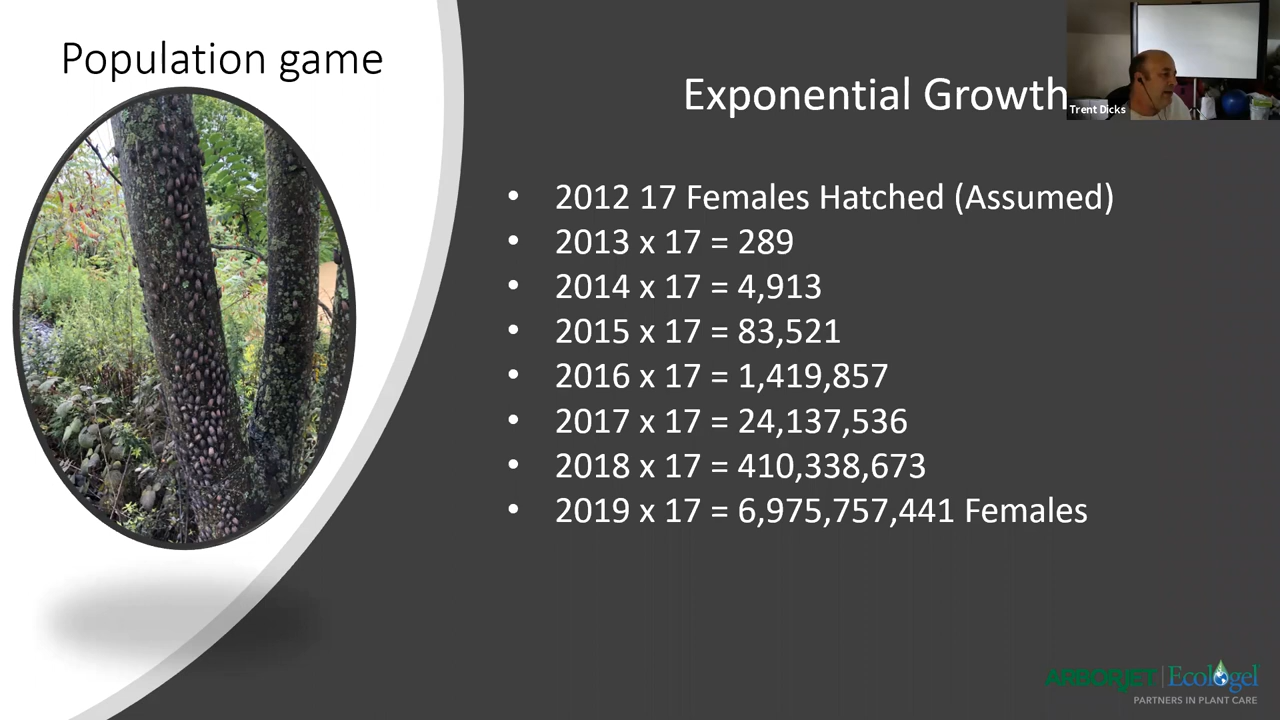 Population game
Exponential Growth
Trent Dicks
• 2012 17 Females Hatched (Assumed)
• 2013 x 17 = 289
• 2014 x 17 = 4,913
• 2015 x 17 = 83,521
• 2016 x 17 = 1,419,857
• 2017 x 17 = 24,137,536
• 2018 x 17 = 410,338,673
• 2019 x 17 = 6,975,757,441 Females
ARBORJET | Ecologel
PARTNERS IN PLANT CARE